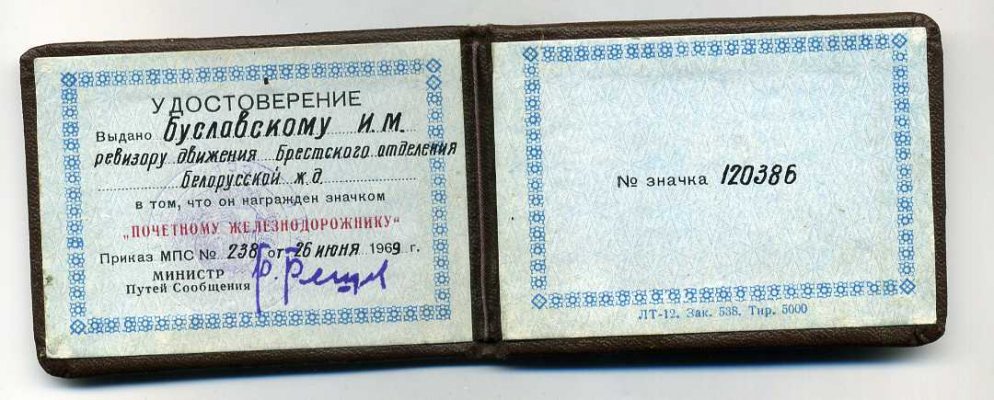 УДОСТОВЕРЕНИЕ
Выдано Буславскому И.М.
ревизору движения Брестского отделения
Белорусской ж.д.
в том, что он награжден значком
„ПОЧЕТНОМУ ЖЕЛЕЗНОДОРОЖНИКУ“
Приказ МПС № 238 от 26 июня 1969 г.
МИНИСТР
Путей Сообщения
№ значка 120386
ЛТ-12. Зак. 538. Тир. 5000